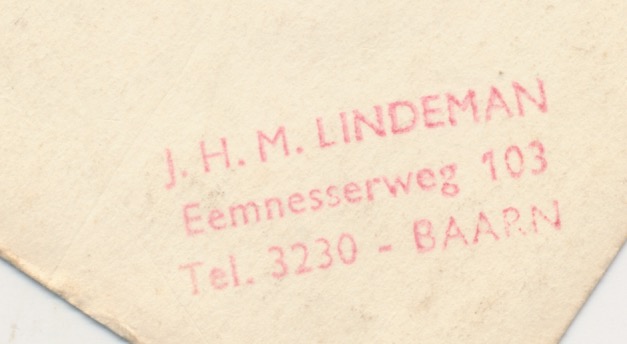 J. H. M. LINDEMAN
Eemnesserweg 103
Tel. 3230 - BAARN